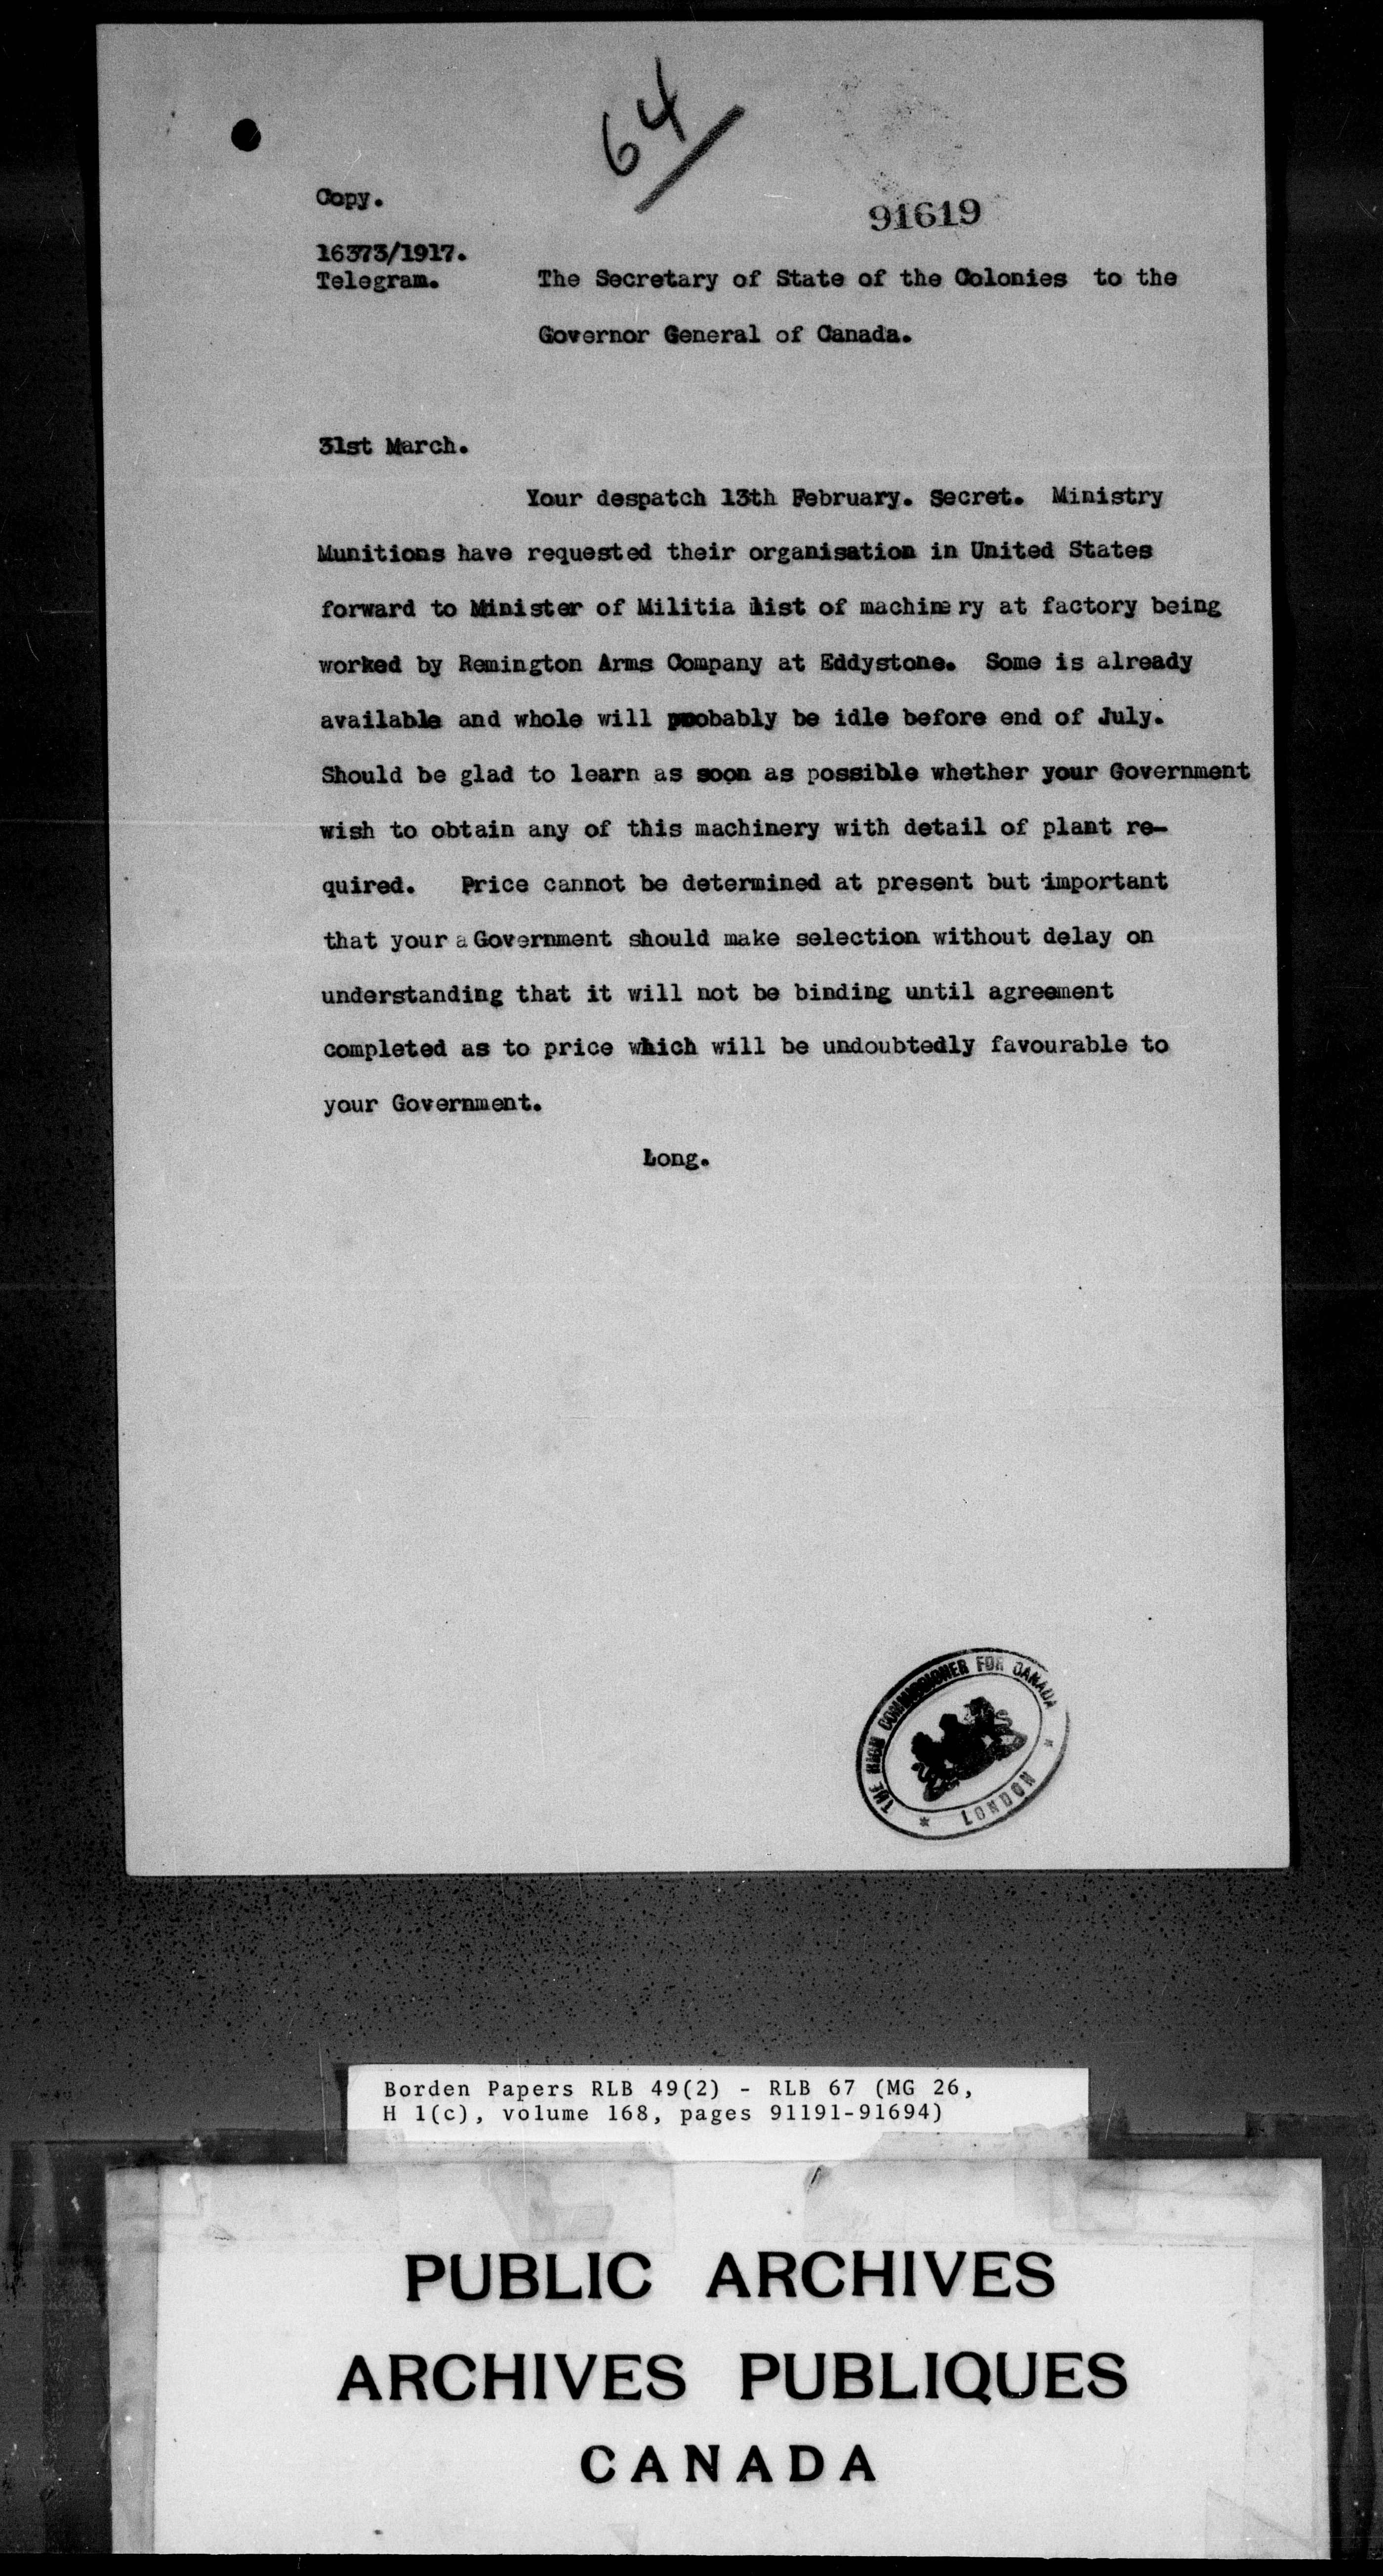 64
Copy.
91619
16373/1917.
Telegram.
The Secretary of State of the Colonies to the
Governor General of Canada.
31st March.
Your despatch 13th February. Secret. Ministry
Munitions have requested their organisation in United States
forward to Minister of Militia list of machinery at factory being
worked by Remington Arms Company at Eddystone. Some is already
available and whole will probably be idle before end of July.
Should be glad to learn as soon as possible whether your Government
wish to obtain any of this machinery with detail of plant re-
quired. Price cannot be determined at present but important
that your a Government should make selection without delay on
understanding that it will not be binding until agreement
completed as to price which will be undoubtedly favourable to
your Government.
Long.
THE HIGH COMMISSIONER FOR CANADA
* LONDON *
Borden Papers RLB 49(2) - RLB 67 (MG 26,
H 1(c), volume 168, pages 91191-91694)
PUBLIC ARCHIVES
ARCHIVES PUBLIQUES
CANADA